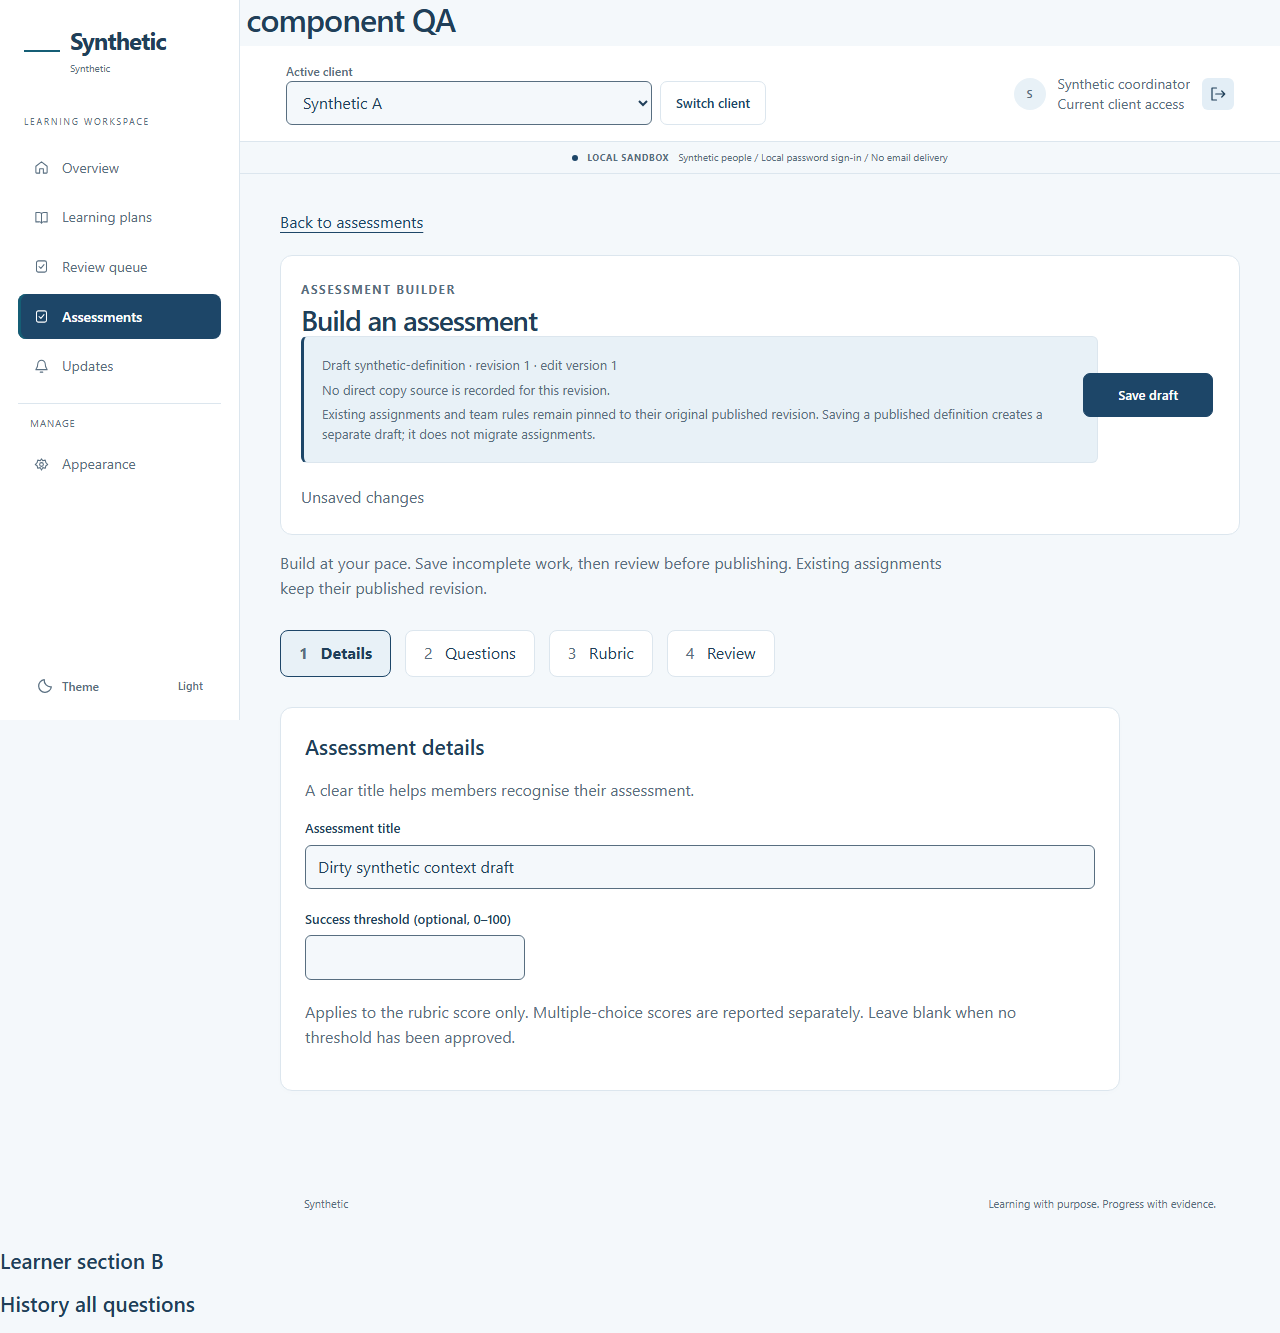 component QA
Synthetic
Synthetic
LEARNING WORKSPACE
Overview
Learning plans
Review queue
Assessments
Updates
MANAGE
Appearance
Theme Light
Active client
Synthetic A
Switch client
S
Synthetic coordinator
Current client access
LOCAL SANDBOX Synthetic people / Local password sign-in / No email delivery
Back to assessments
ASSESSMENT BUILDER
Build an assessment
Draft synthetic-definition · revision 1 · edit version 1
No direct copy source is recorded for this revision.
Existing assignments and team rules remain pinned to their original published revision. Saving a published definition creates a
separate draft; it does not migrate assignments.
Save draft
Unsaved changes
Build at your pace. Save incomplete work, then review before publishing. Existing assignments
keep their published revision.
1 Details
2 Questions
3 Rubric
4 Review
Assessment details
A clear title helps members recognise their assessment.
Assessment title
Dirty synthetic context draft
Success threshold (optional, 0–100)
Applies to the rubric score only. Multiple-choice scores are reported separately. Leave blank when no
threshold has been approved.
Synthetic
Learning with purpose. Progress with evidence.
Learner section B
History all questions